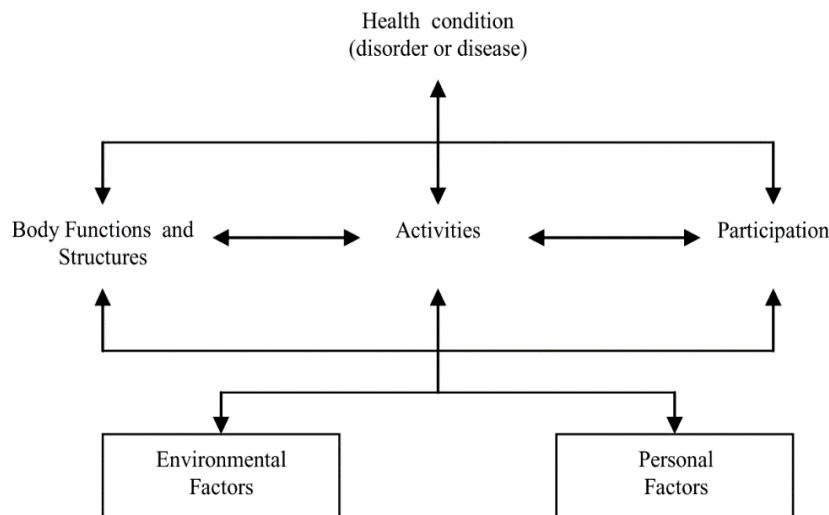 Health condition
(disorder or disease)
Body Functions and
Structures
Activities
Participation
Environmental
Factors
Personal
Factors